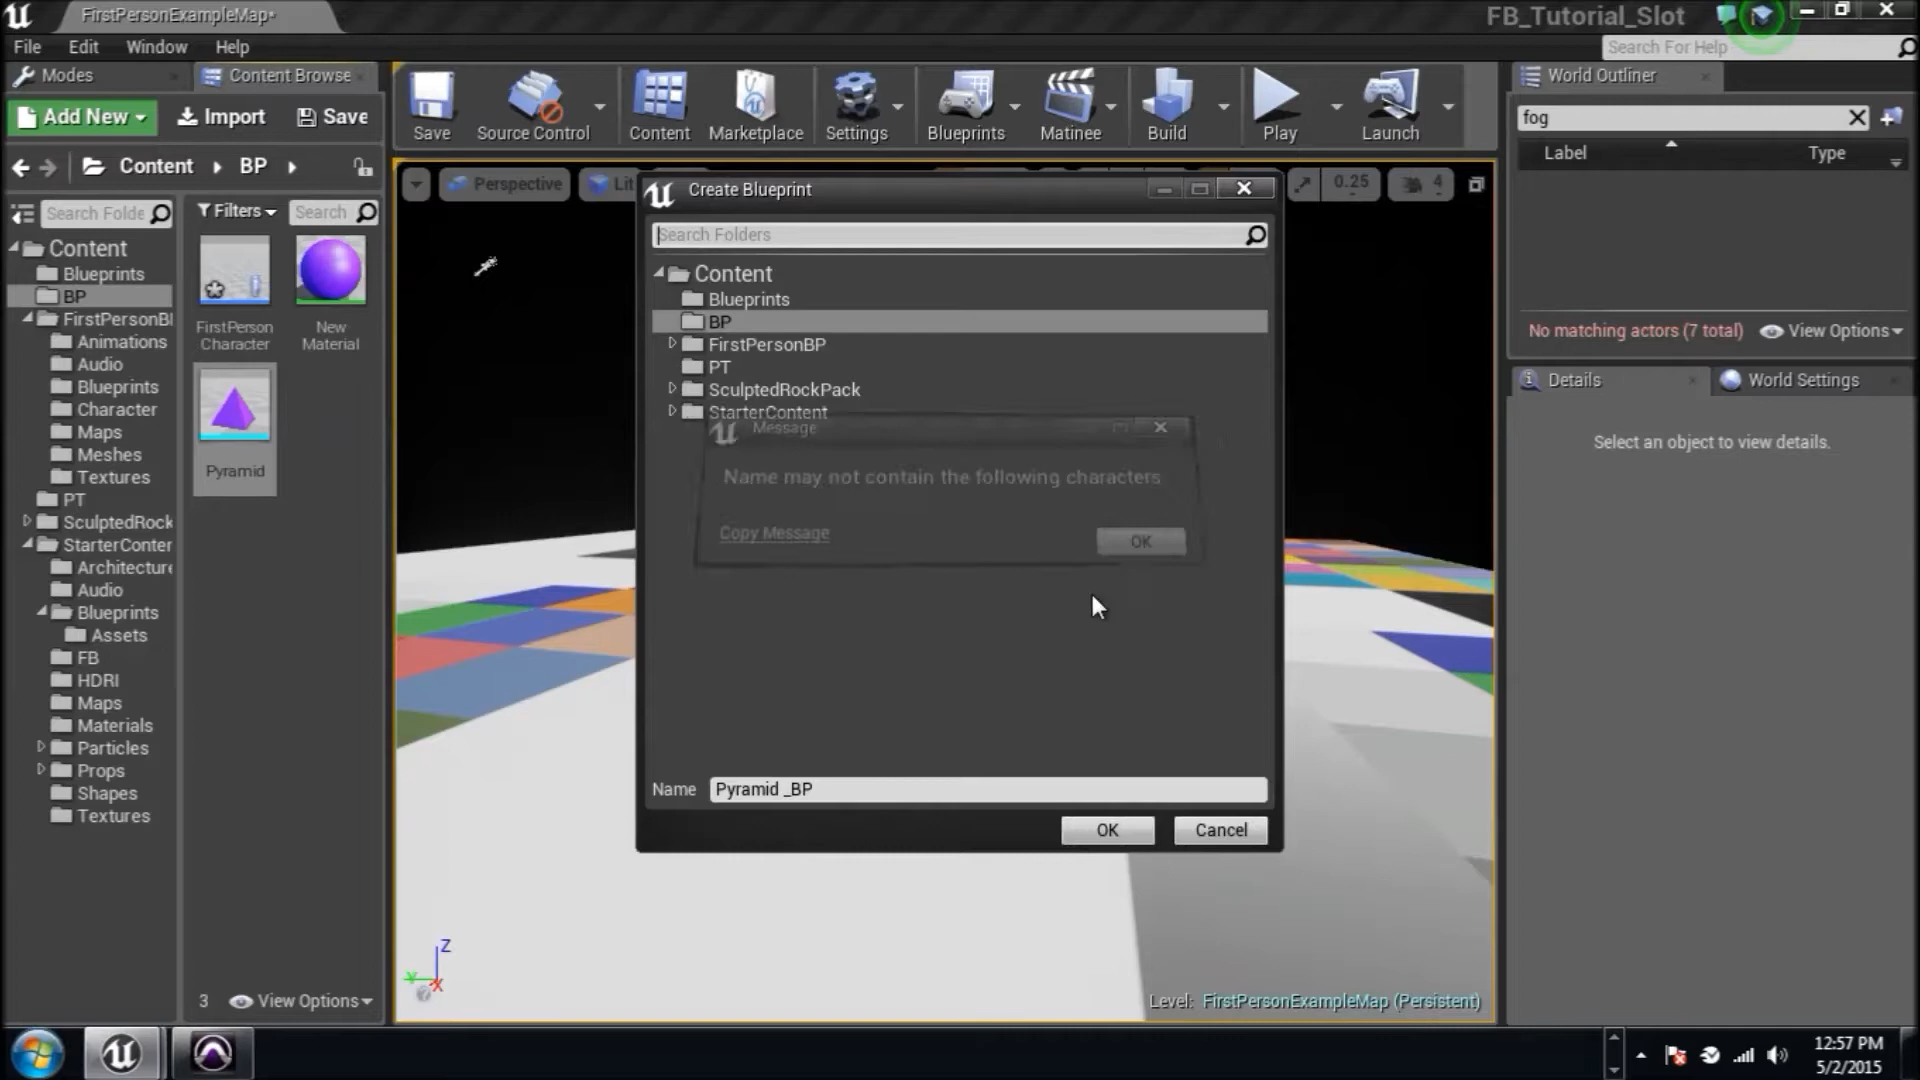 FirstPersonExampleMap*
FB_Tutorial_Slot
File Edit Window Help
Search For Help
Modes
Content Browse
World Outliner
Add New
Import
Save
Save
Source Control
Content
Marketplace
Settings
Blueprints
Matinee
Build
Play
Launch
fog
Label
Type
Content
BP
Perspective
Lit
0.25
4
Create Blueprint
Search Folde
Filters
Search
Search Folders
Content
Blueprints
BP
FirstPersonBl
Animations
Audio
Blueprints
Character
Maps
Meshes
Textures
PT
SculptedRock
StarterConter
Architecture
Audio
Blueprints
Assets
FB
HDRI
Maps
Materials
Particles
Props
Shapes
Textures
FirstPerson
Character
New
Material
Pyramid
3
View Options
Content
Blueprints
BP
FirstPersonBP
PT
SculptedRockPack
StarterContent
Message
Name may not contain the following characters
Copy Message
OK
Name
Pyramid _BP
OK
Cancel
No matching actors (7 total)
View Options
Details
World Settings
Select an object to view details.
Z
Y
X
Level: FirstPersonExampleMap (Persistent)
12:57 PM
5/2/2015